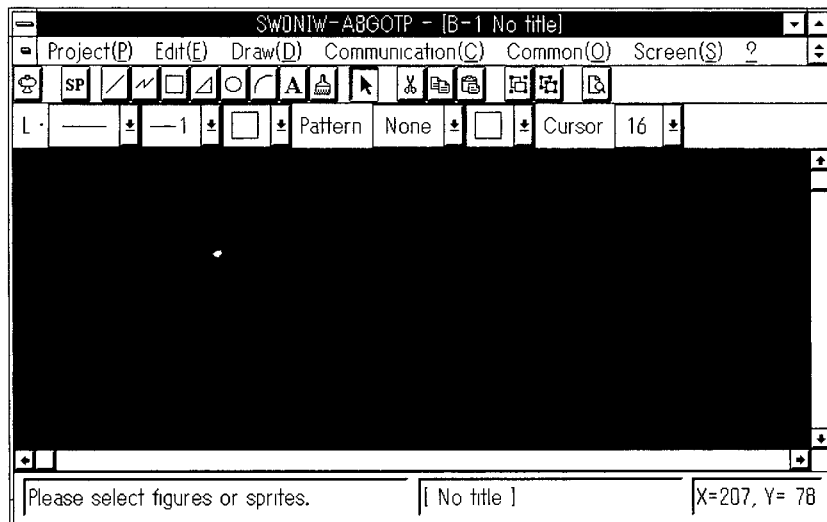 SW0NIW-A8GOTP - [B-1 No title]
Project(P) Edit(E) Draw(D) Communication(C) Common(O) Screen(S) ?
SP A
L · 1 Pattern None Cursor 16
Please select figures or sprites. [ No title ] X=207, Y= 78